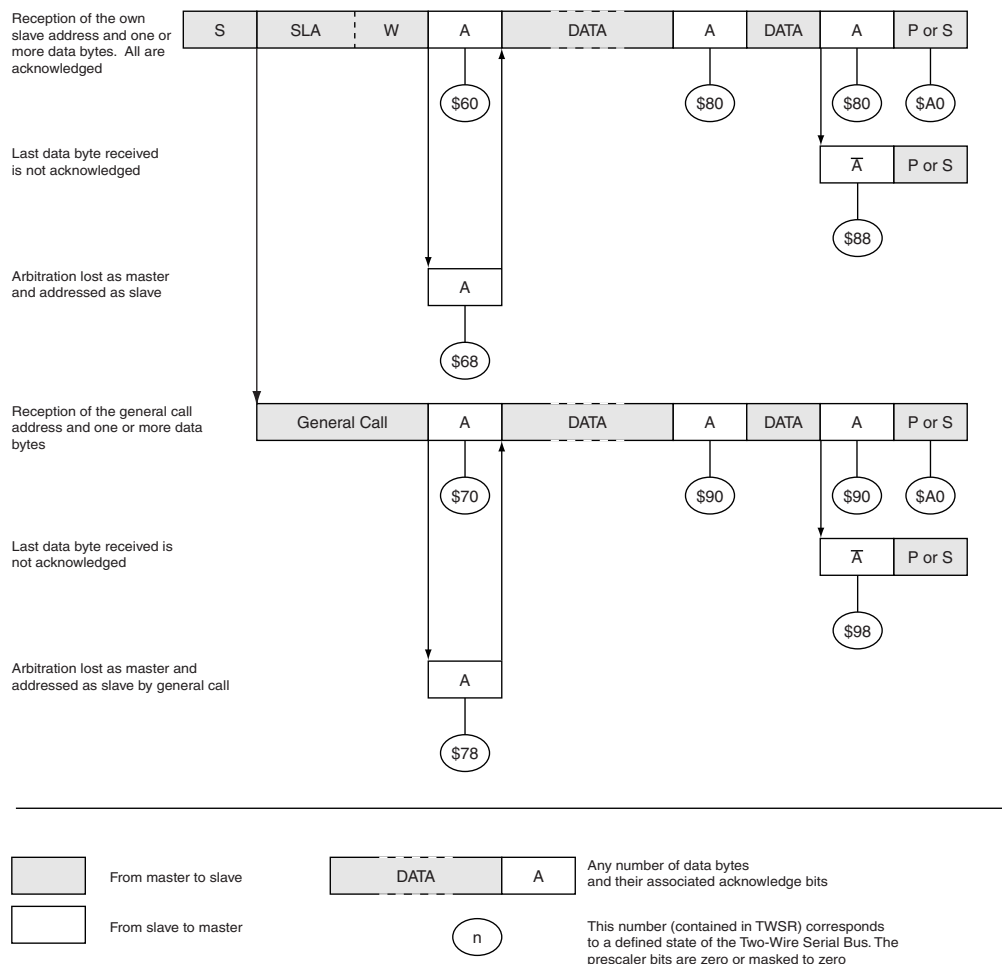 Reception of the own
slave address and one or
more data bytes. All are
acknowledged
S SLA W A DATA A DATA A P or S
$60 $80 $80 $A0
Last data byte received
is not acknowledged
A̅ P or S
$88
Arbitration lost as master
and addressed as slave
A
$68
Reception of the general call
address and one or more data
bytes
General Call A DATA A DATA A P or S
$70 $90 $90 $A0
Last data byte received is
not acknowledged
A̅ P or S
$98
Arbitration lost as master and
addressed as slave by general call
A
$78
From master to slave
DATA A
Any number of data bytes
and their associated acknowledge bits
From slave to master
n
This number (contained in TWSR) corresponds
to a defined state of the Two-Wire Serial Bus. The
prescaler bits are zero or masked to zero